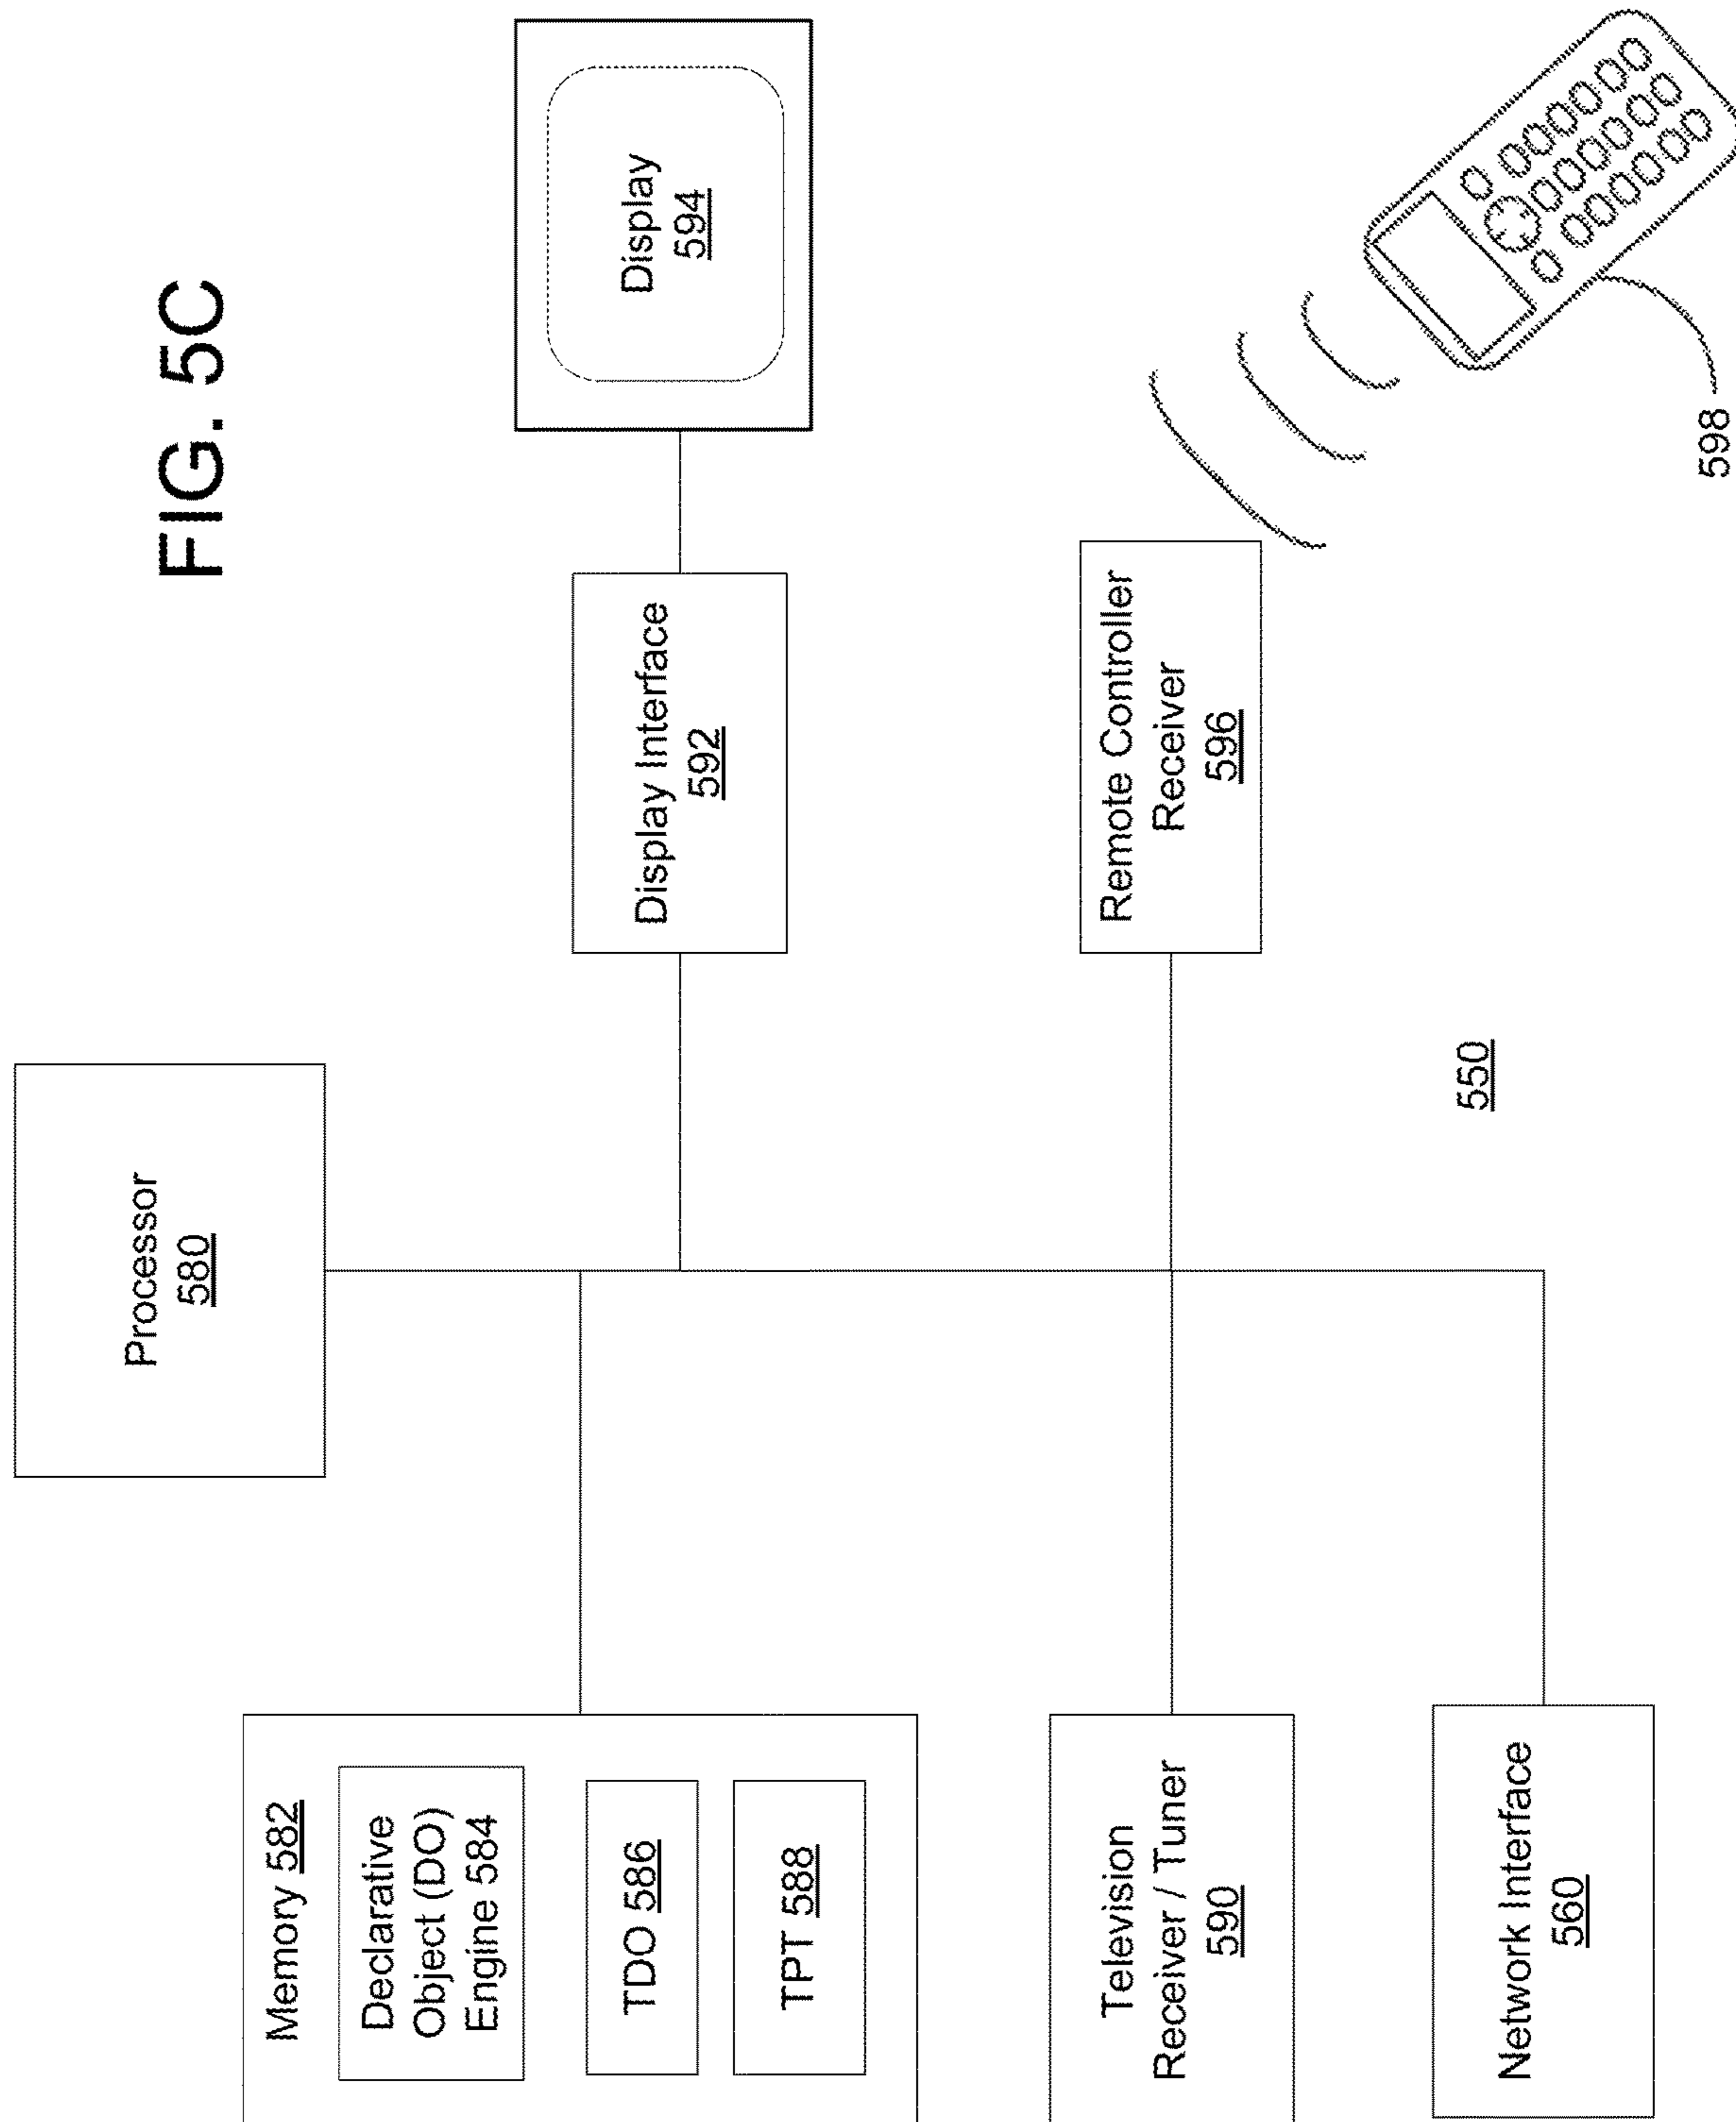 FIG. 5C
Processor
580
Memory 582
Declarative
Object (DO)
Engine 584
TDO 586
TPT 588
Display Interface
592
Display
594
Television
Receiver / Tuner
590
Remote Controller
Receiver
596
Network Interface
560
550
598